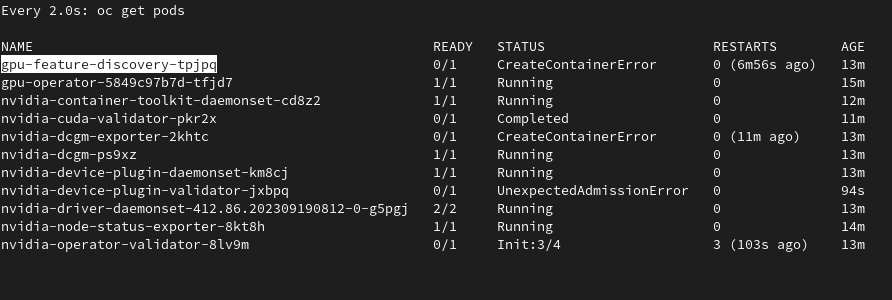 Every 2.0s: oc get pods
NAME READY STATUS RESTARTS AGE
gpu-feature-discovery-tpjpq 0/1 CreateContainerError 0 (6m56s ago) 13m
gpu-operator-5849c97b7d-tfjd7 1/1 Running 0 15m
nvidia-container-toolkit-daemonset-cd8z2 1/1 Running 0 12m
nvidia-cuda-validator-pkr2x 0/1 Completed 0 11m
nvidia-dcgm-exporter-2khtc 0/1 CreateContainerError 0 (11m ago) 13m
nvidia-dcgm-ps9xz 1/1 Running 0 13m
nvidia-device-plugin-daemonset-km8cj 1/1 Running 0 13m
nvidia-device-plugin-validator-jxbpq 0/1 UnexpectedAdmissionError 0 94s
nvidia-driver-daemonset-412.86.202309190812-0-g5pgj 2/2 Running 0 13m
nvidia-node-status-exporter-8kt8h 1/1 Running 0 14m
nvidia-operator-validator-8lv9m 0/1 Init:3/4 3 (103s ago) 13m